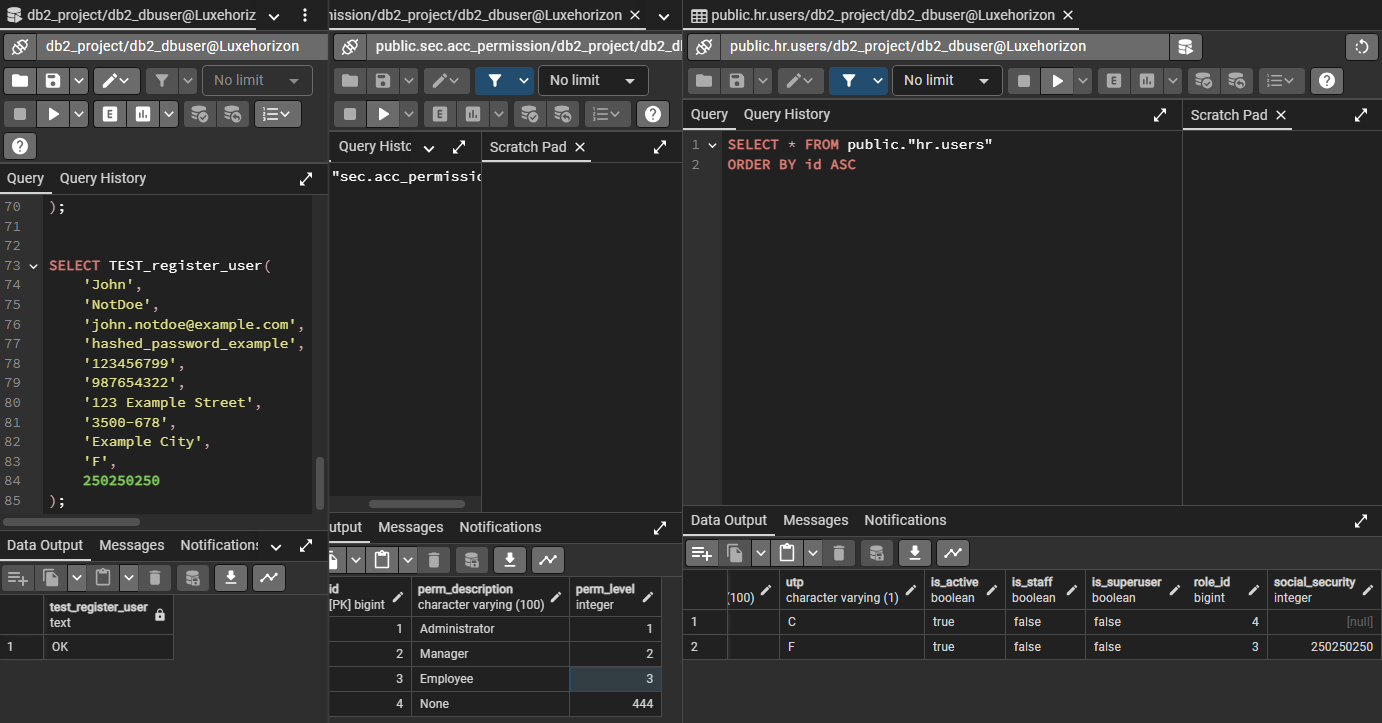 db2_project/db2_dbuser@Luxehoriz
db2_project/db2_dbuser@Luxehorizon
No limit
E
Query
Query History
70 );
71
72
73 SELECT TEST_register_user(
74 'John',
75 'NotDoe',
76 'john.notdoe@example.com',
77 'hashed_password_example',
78 '123456799',
79 '987654322',
80 '123 Example Street',
81 '3500-678',
82 'Example City',
83 'F',
84 250250250
85 );
Data Output Messages Notifications
test_register_user
text
1 OK
nission/db2_project/db2_dbuser@Luxehorizon
public.sec.acc_permission/db2_project/db2_d
No limit
E
Query Histo
Scratch Pad
"sec.acc_permissio
utput Messages Notifications
id perm_description perm_level
[PK] bigint character varying (100) integer
1 Administrator 1
2 Manager 2
3 Employee 3
4 None 444
public.hr.users/db2_project/db2_dbuser@Luxehorizon
public.hr.users/db2_project/db2_dbuser@Luxehorizon
No limit
E
Query Query History
Scratch Pad
1 SELECT * FROM public."hr.users"
2 ORDER BY id ASC
Data Output Messages Notifications
utp is_active is_staff is_superuser role_id social_security
(100) character varying (1) boolean boolean boolean bigint integer
1 C true false false 4 [null]
2 F true false false 3 250250250